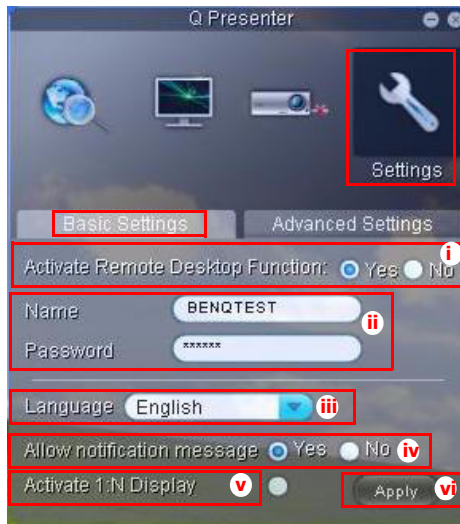 Q Presenter
Settings
Basic Settings Advanced Settings
i
Activate Remote Desktop Function: Yes No
Name BENQTEST
ii
Password ××××××
Language English iii
Allow notification message Yes No iv
Activate 1:N Display v Apply vi